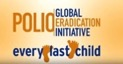 POLIO GLOBAL
ERADICATION
INITIATIVE
every last child